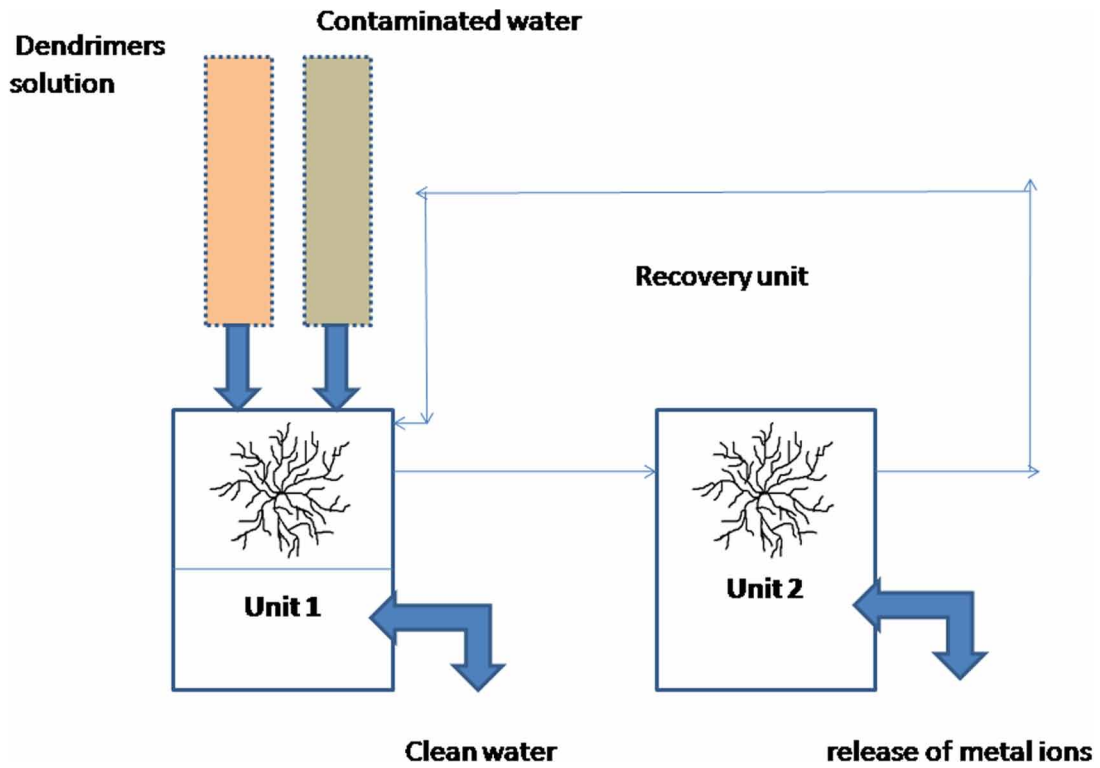 Dendrimers
solution
Contaminated water
Recovery unit
Unit 1
Unit 2
Clean water
release of metal ions